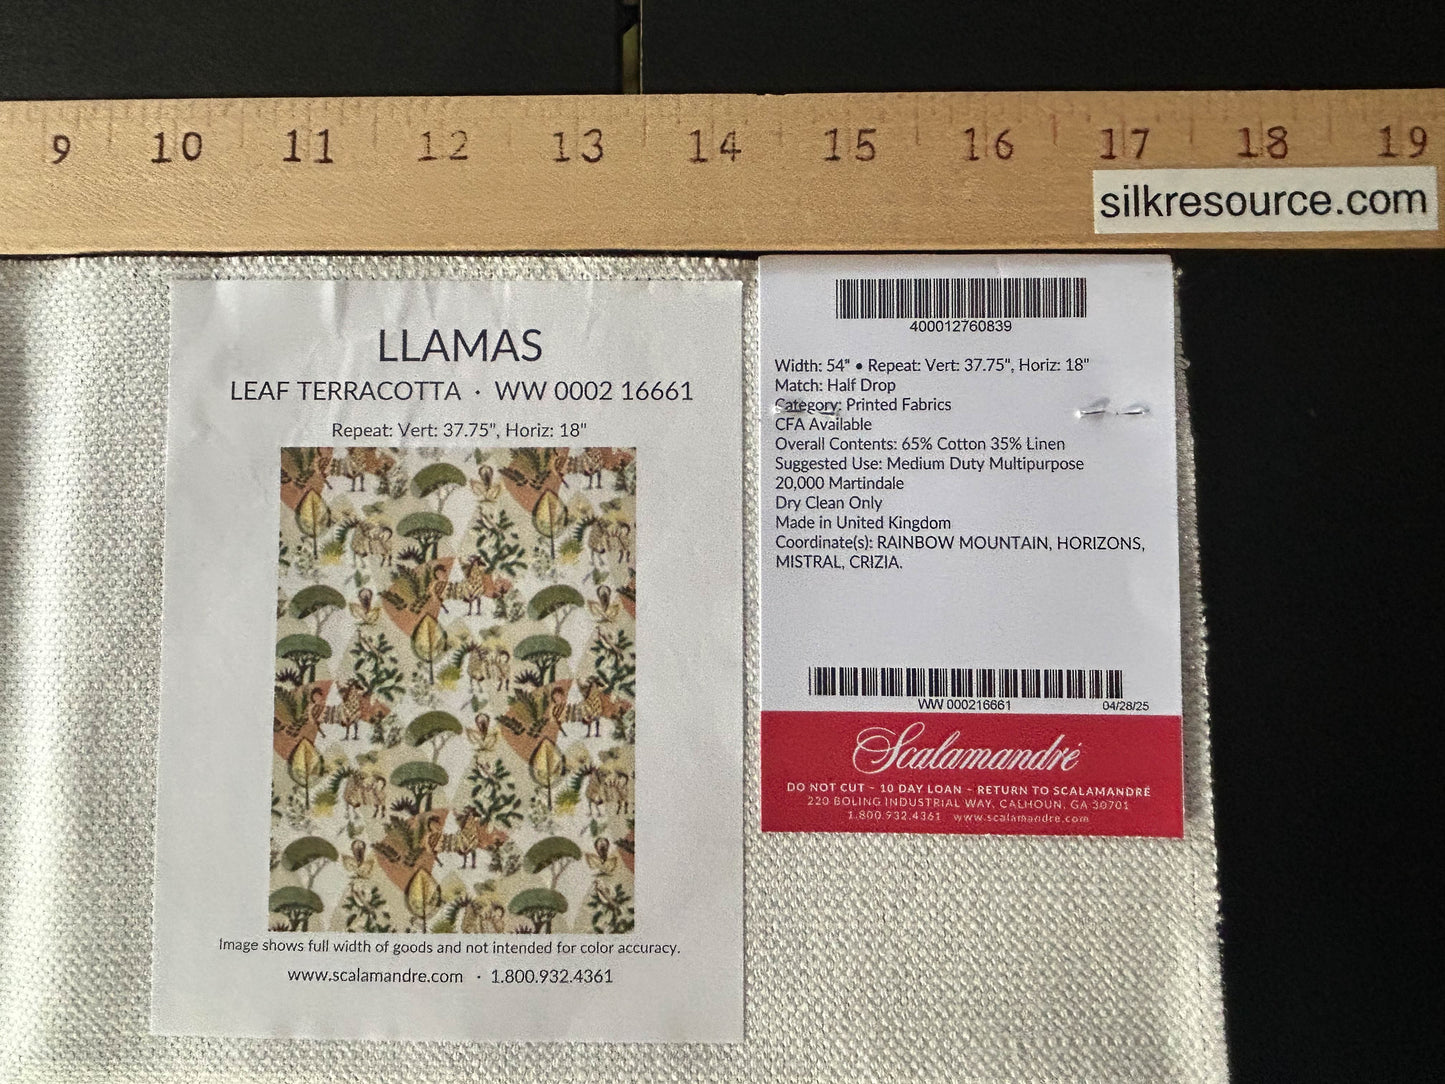 9 10 11 12 13 14 15 16 17 18 19
silkresource.com
LLAMAS
LEAF TERRACOTTA · WW 0002 16661
Repeat: Vert: 37.75", Horiz: 18"
Image shows full width of goods and not intended for color accuracy.
www.scalamandre.com · 1.800.932.4361
400012760839
Width: 54" • Repeat: Vert: 37.75", Horiz: 18"
Match: Half Drop
Category: Printed Fabrics
CFA Available
Overall Contents: 65% Cotton 35% Linen
Suggested Use: Medium Duty Multipurpose
20,000 Martindale
Dry Clean Only
Made in United Kingdom
Coordinate(s): RAINBOW MOUNTAIN, HORIZONS,
MISTRAL, CRIZIA.
WW 000216661 04/28/25
Scalamandré
DO NOT CUT - 10 DAY LOAN - RETURN TO SCALAMANDRÉ
220 BOLING INDUSTRIAL WAY, CALHOUN, GA 30701
1.800.932.4361 www.scalamandre.com